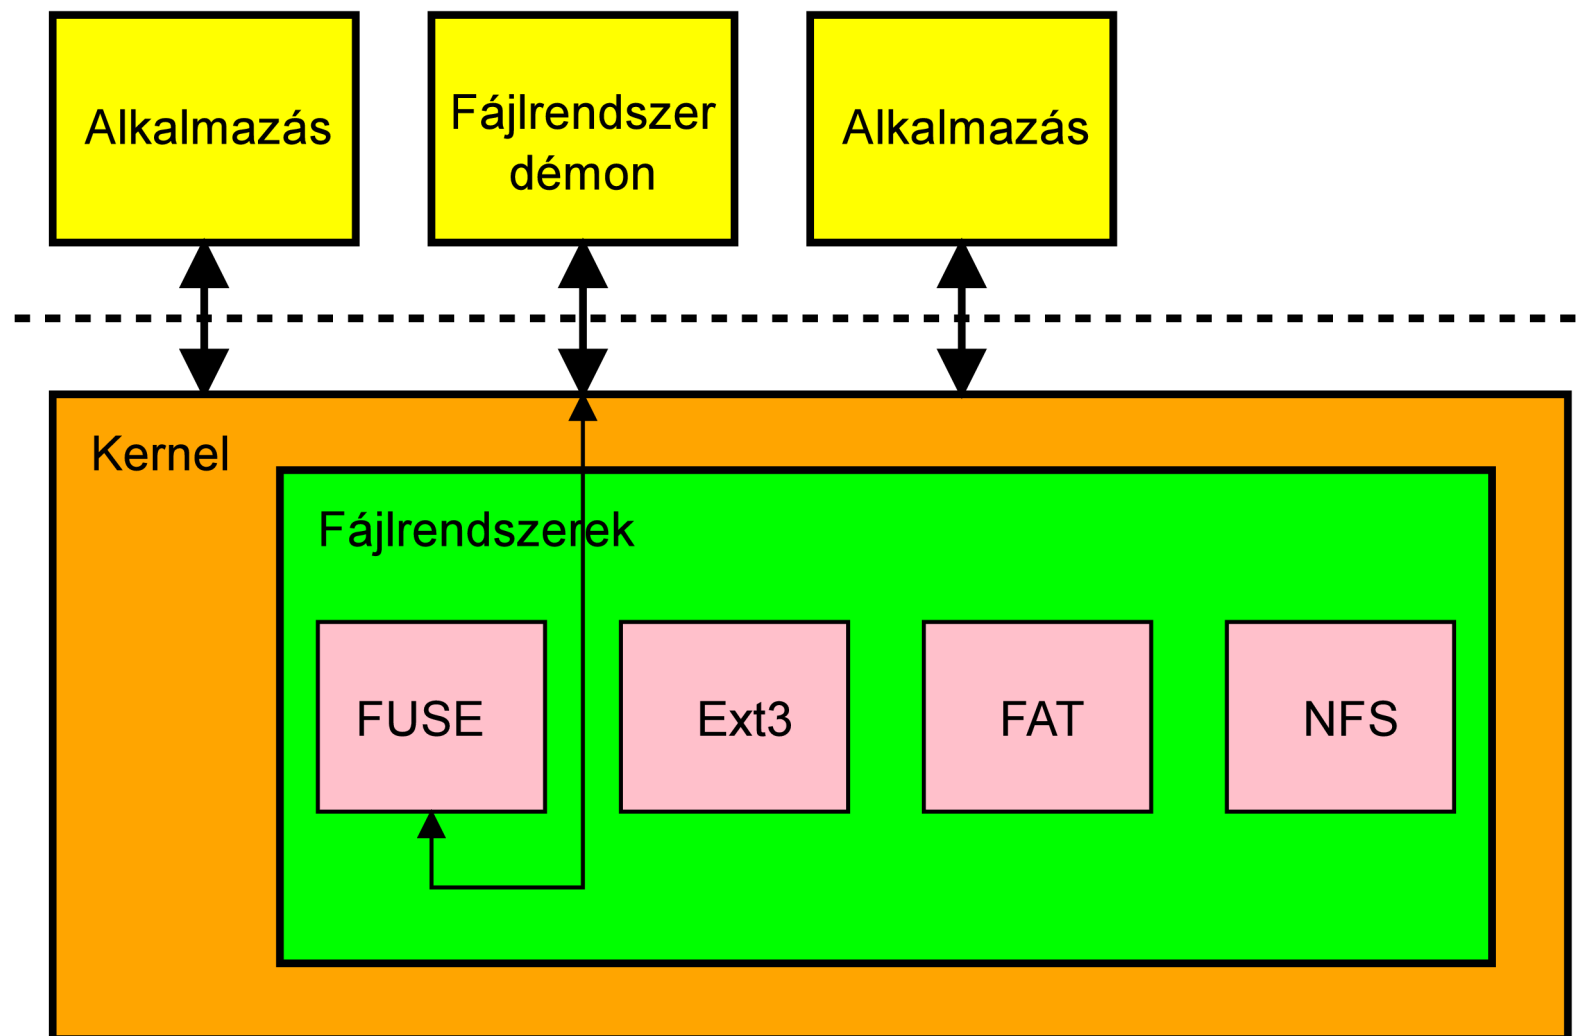 Alkalmazás
Fájlrendszer
démon
Alkalmazás
Kernel
Fájlrendszerek
FUSE
Ext3
FAT
NFS